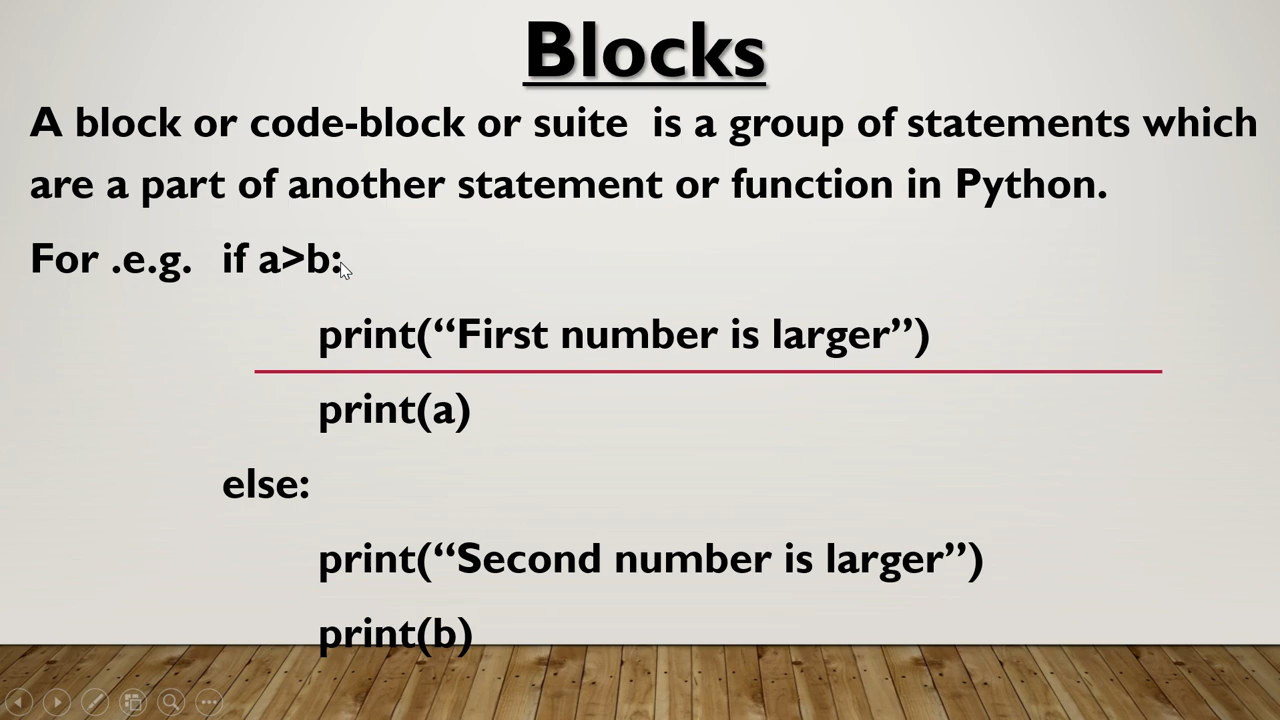 Blocks
A block or code-block or suite  is a group of statements which
are a part of another statement or function in Python.
For .e.g.  if a>b:
print(“First number is larger”)
print(a)
else:
print(“Second number is larger”)
print(b)